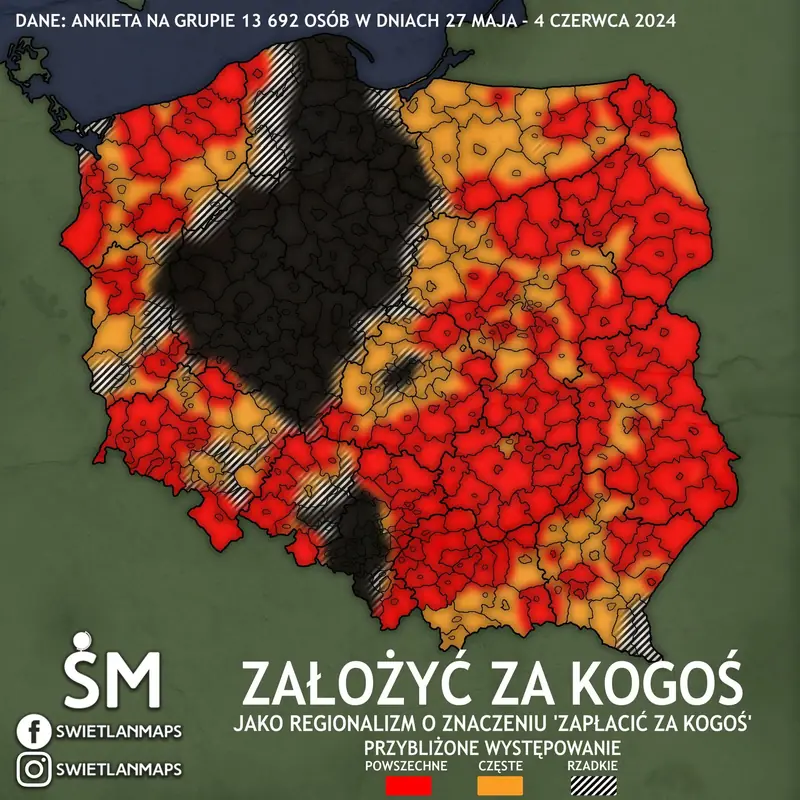 DANE: ANKIETA NA GRUPIE 13 692 OSÓB W DNIACH 27 MAJA - 4 CZERWCA 2024
ŚM
SWIETLANMAPS
SWIETLANMAPS
ZAŁOŻYĆ ZA KOGOŚ
JAKO REGIONALIZM O ZNACZENIU 'ZAPŁACIĆ ZA KOGOŚ'
PRZYBLIŻONE WYSTĘPOWANIE
POWSZECHNE CZĘSTE RZADKIE